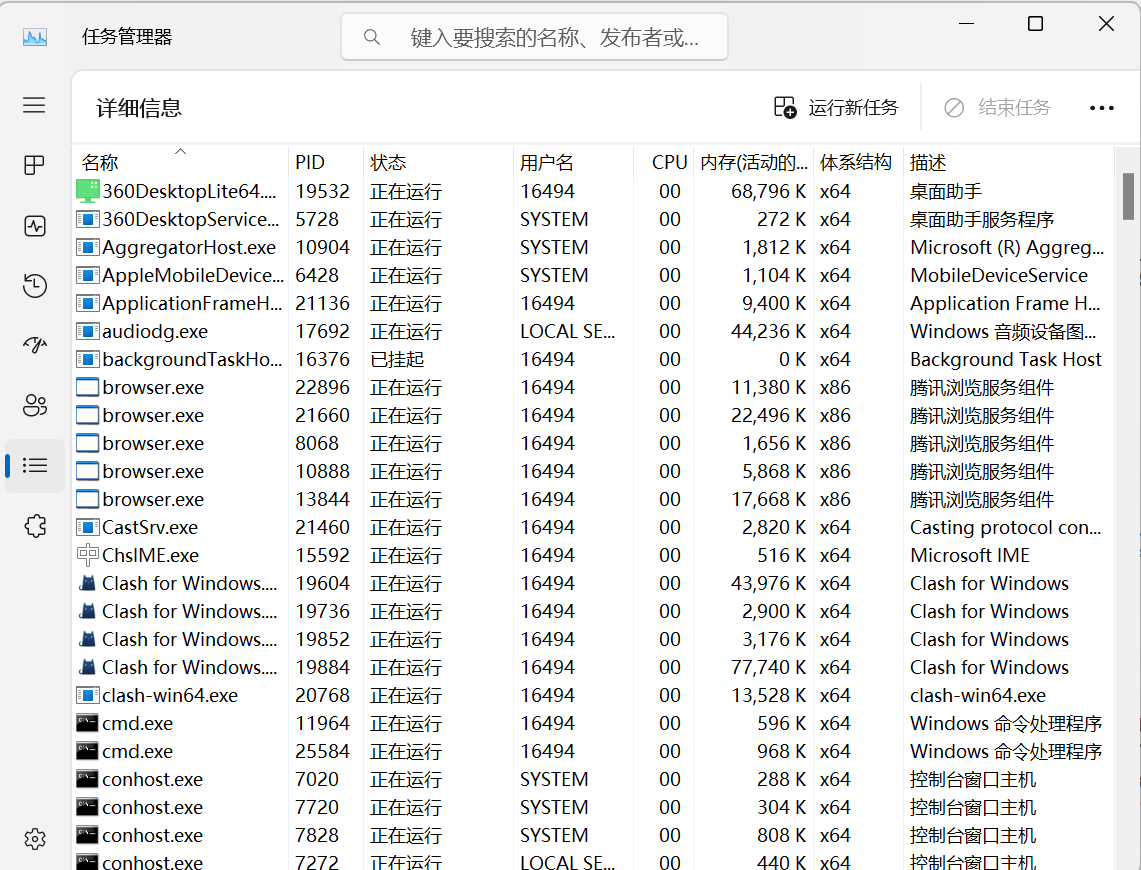 任务管理器 键入要搜索的名称、发布者或...
详细信息 运行新任务 结束任务
名称 PID 状态 用户名 CPU 内存(活动的... 体系结构 描述
360DesktopLite64.... 19532 正在运行 16494 00 68,796 K x64 桌面助手
360DesktopService... 5728 正在运行 SYSTEM 00 272 K x64 桌面助手服务程序
AggregatorHost.exe 10904 正在运行 SYSTEM 00 1,812 K x64 Microsoft (R) Aggreg...
AppleMobileDevice... 6428 正在运行 SYSTEM 00 1,104 K x64 MobileDeviceService
ApplicationFrameH... 21136 正在运行 16494 00 9,400 K x64 Application Frame H...
audiodg.exe 17692 正在运行 LOCAL SE... 00 44,236 K x64 Windows 音频设备图...
backgroundTaskHo... 16376 已挂起 16494 00 0 K x64 Background Task Host
browser.exe 22896 正在运行 16494 00 11,380 K x86 腾讯浏览服务组件
browser.exe 21660 正在运行 16494 00 22,496 K x86 腾讯浏览服务组件
browser.exe 8068 正在运行 16494 00 1,656 K x86 腾讯浏览服务组件
browser.exe 10888 正在运行 16494 00 5,868 K x86 腾讯浏览服务组件
browser.exe 13844 正在运行 16494 00 17,668 K x86 腾讯浏览服务组件
CastSrv.exe 21460 正在运行 16494 00 2,820 K x64 Casting protocol con...
ChsIME.exe 15592 正在运行 16494 00 516 K x64 Microsoft IME
Clash for Windows.... 19604 正在运行 16494 00 43,976 K x64 Clash for Windows
Clash for Windows.... 19736 正在运行 16494 00 2,900 K x64 Clash for Windows
Clash for Windows.... 19852 正在运行 16494 00 3,176 K x64 Clash for Windows
Clash for Windows.... 19884 正在运行 16494 00 77,740 K x64 Clash for Windows
clash-win64.exe 20768 正在运行 16494 00 13,528 K x64 clash-win64.exe
cmd.exe 11964 正在运行 16494 00 596 K x64 Windows 命令处理程序
cmd.exe 25584 正在运行 16494 00 968 K x64 Windows 命令处理程序
conhost.exe 7020 正在运行 SYSTEM 00 288 K x64 控制台窗口主机
conhost.exe 7720 正在运行 SYSTEM 00 304 K x64 控制台窗口主机
conhost.exe 7828 正在运行 SYSTEM 00 808 K x64 控制台窗口主机
conhost.exe 7272 正在运行 LOCAL SE... 00 440 K x64 控制台窗口主机